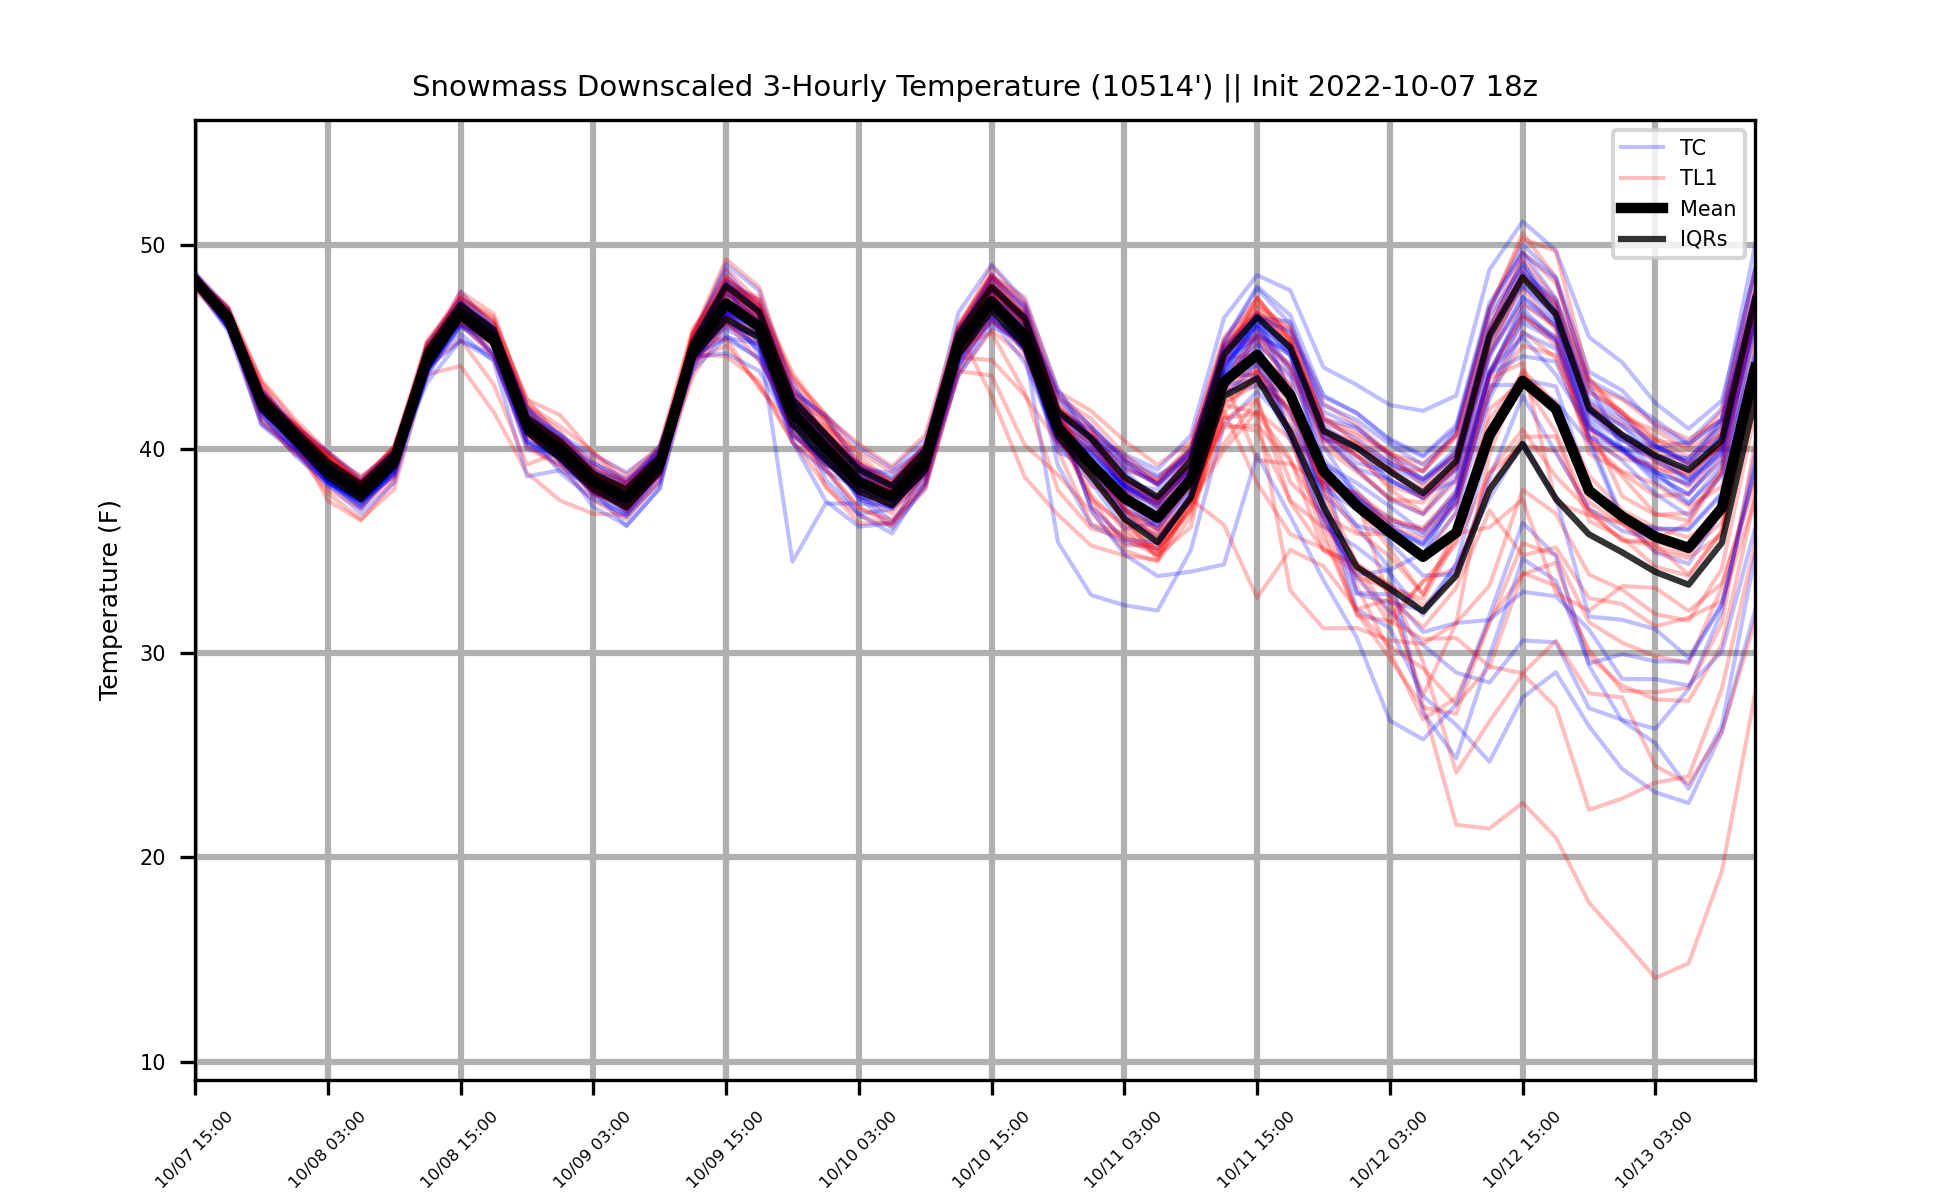 Snowmass Downscaled 3-Hourly Temperature (10514') || Init 2022-10-07 18z
TC
TL1
Mean
IQRs
Temperature (F)
50
40
30
20
10
10/07 15:00
10/08 03:00
10/08 15:00
10/09 03:00
10/09 15:00
10/10 03:00
10/10 15:00
10/11 03:00
10/11 15:00
10/12 03:00
10/12 15:00
10/13 03:00